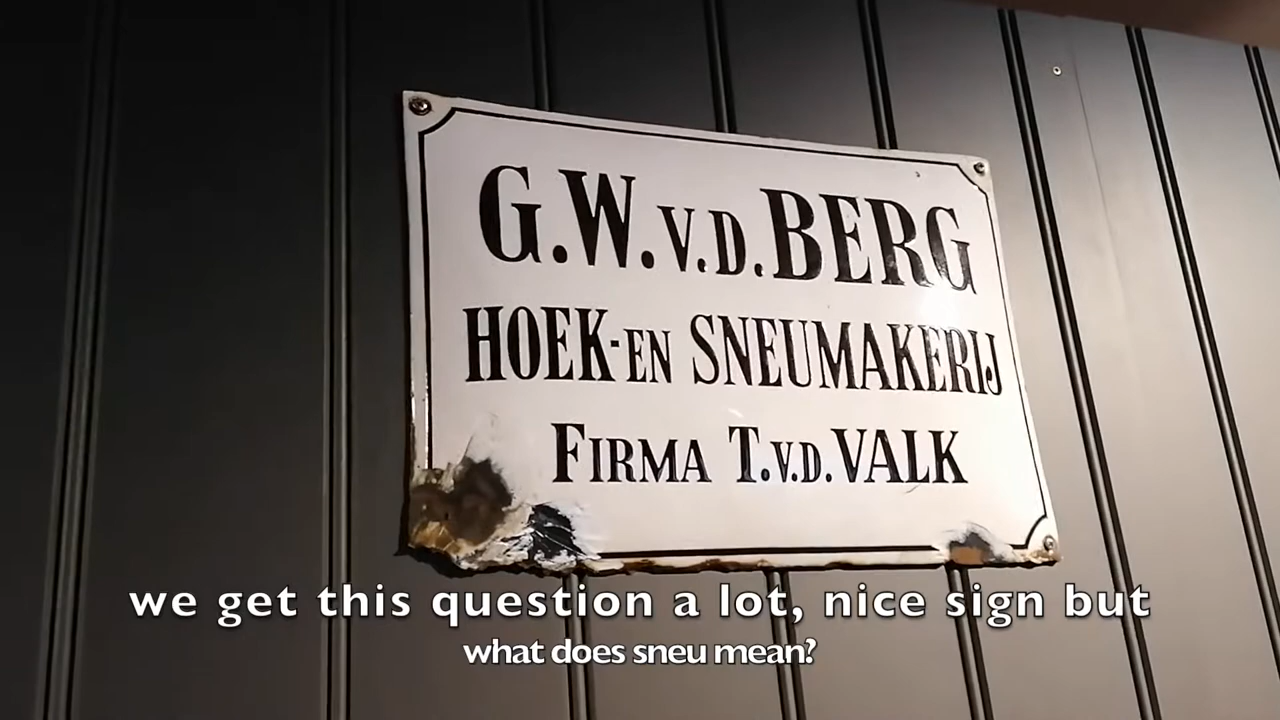 G.W.V.D.BERG
HOEK-EN SNEUMAKERIJ
FIRMA T.V.D.VALK
we get this question a lot, nice sign but
what does sneu mean?